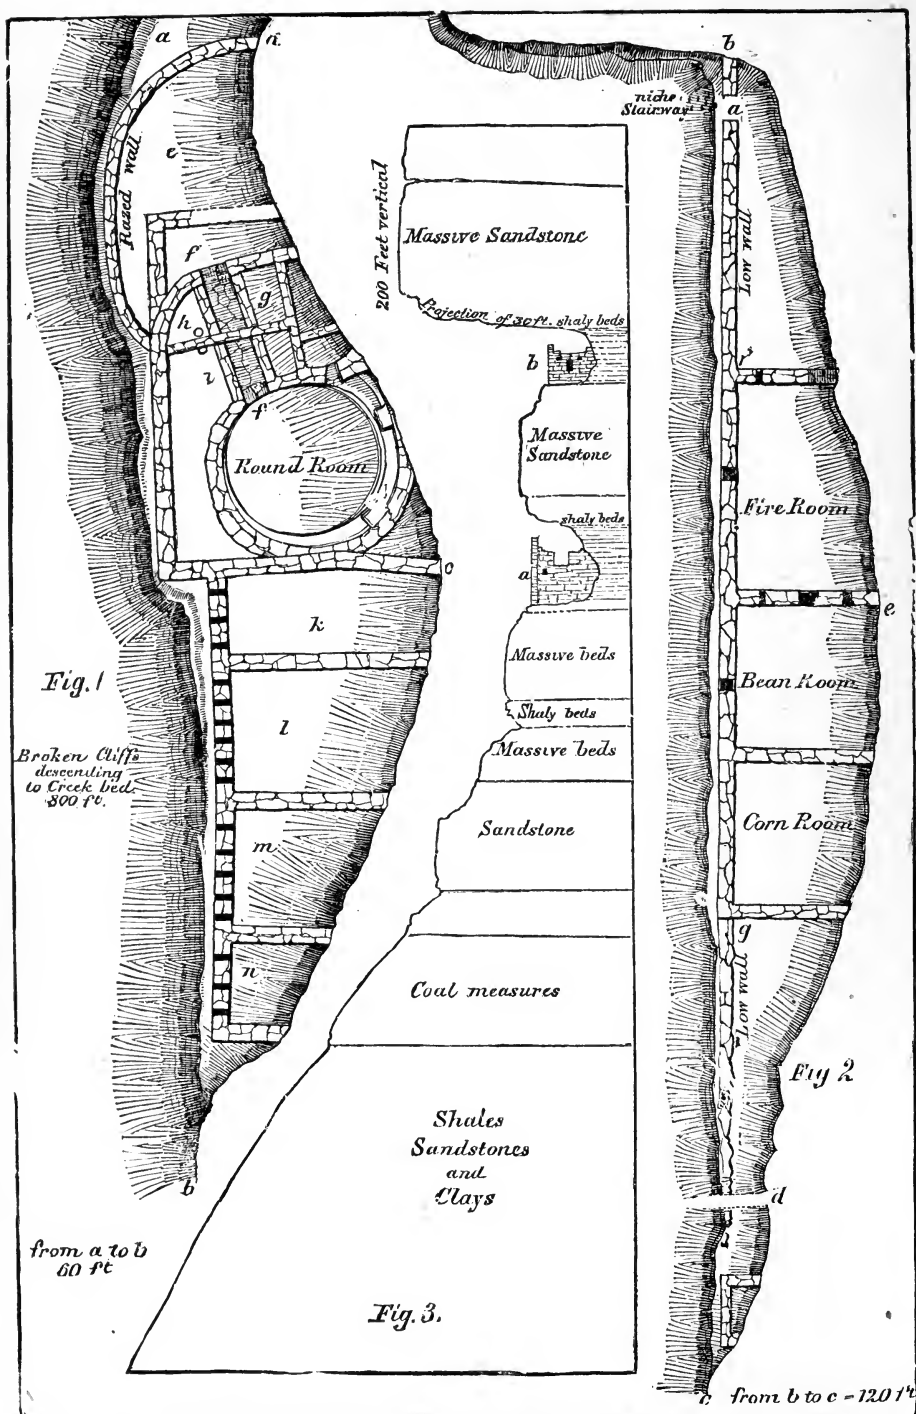 a
d
Razed wall
e
f
g
h
i
f
Round Room
c
k
l
m
n
Fig. 1
Broken Cliffs
descending
to Creek bed.
800 ft.
b
from a to b
60 ft
200 Feet vertical
Massive Sandstone
Projection of 30 ft. shaly beds
b
Massive
Sandstone
shaly beds
a
Massive beds
Shaly beds
Massive beds
Sandstone
Coal measures
Shales
Sandstones
and
Clays
Fig. 3.
b
niche
Stairway
a
Low wall
Fire Room
e
Bean Room
Corn Room
g
Low wall
Fig 2
d
c from b to c = 120 ft